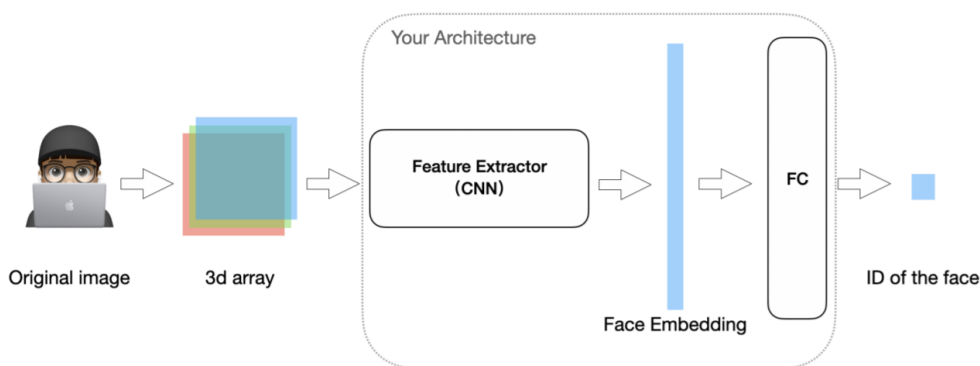 Your Architecture
Feature Extractor
(CNN)
FC
Original image
3d array
ID of the face
Face Embedding